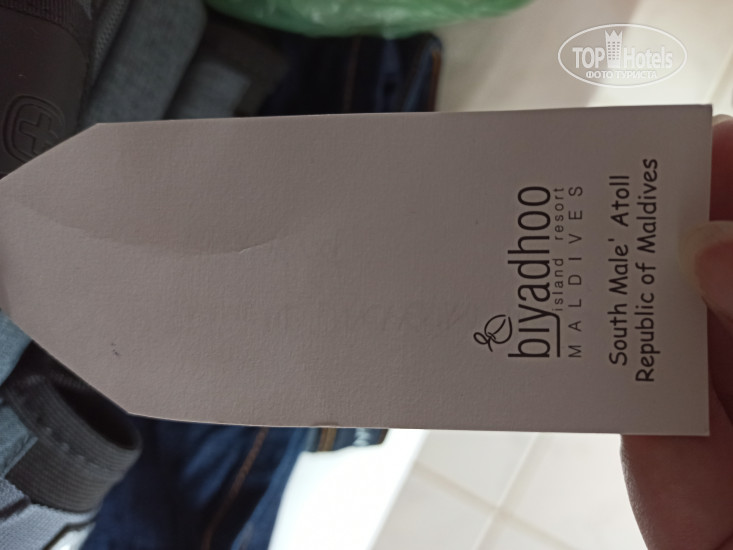 TOP Hotels
ФОТО ТУРИСТА
biyadhoo
island resort
MALDIVES
South Male' Atoll
Republic of Maldives